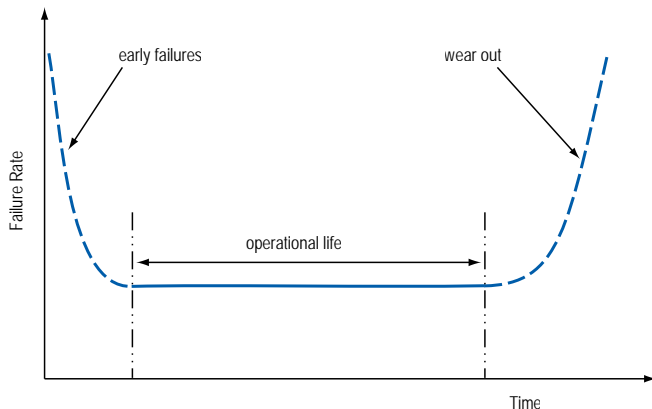 early failures
wear out
Failure Rate
operational life
Time